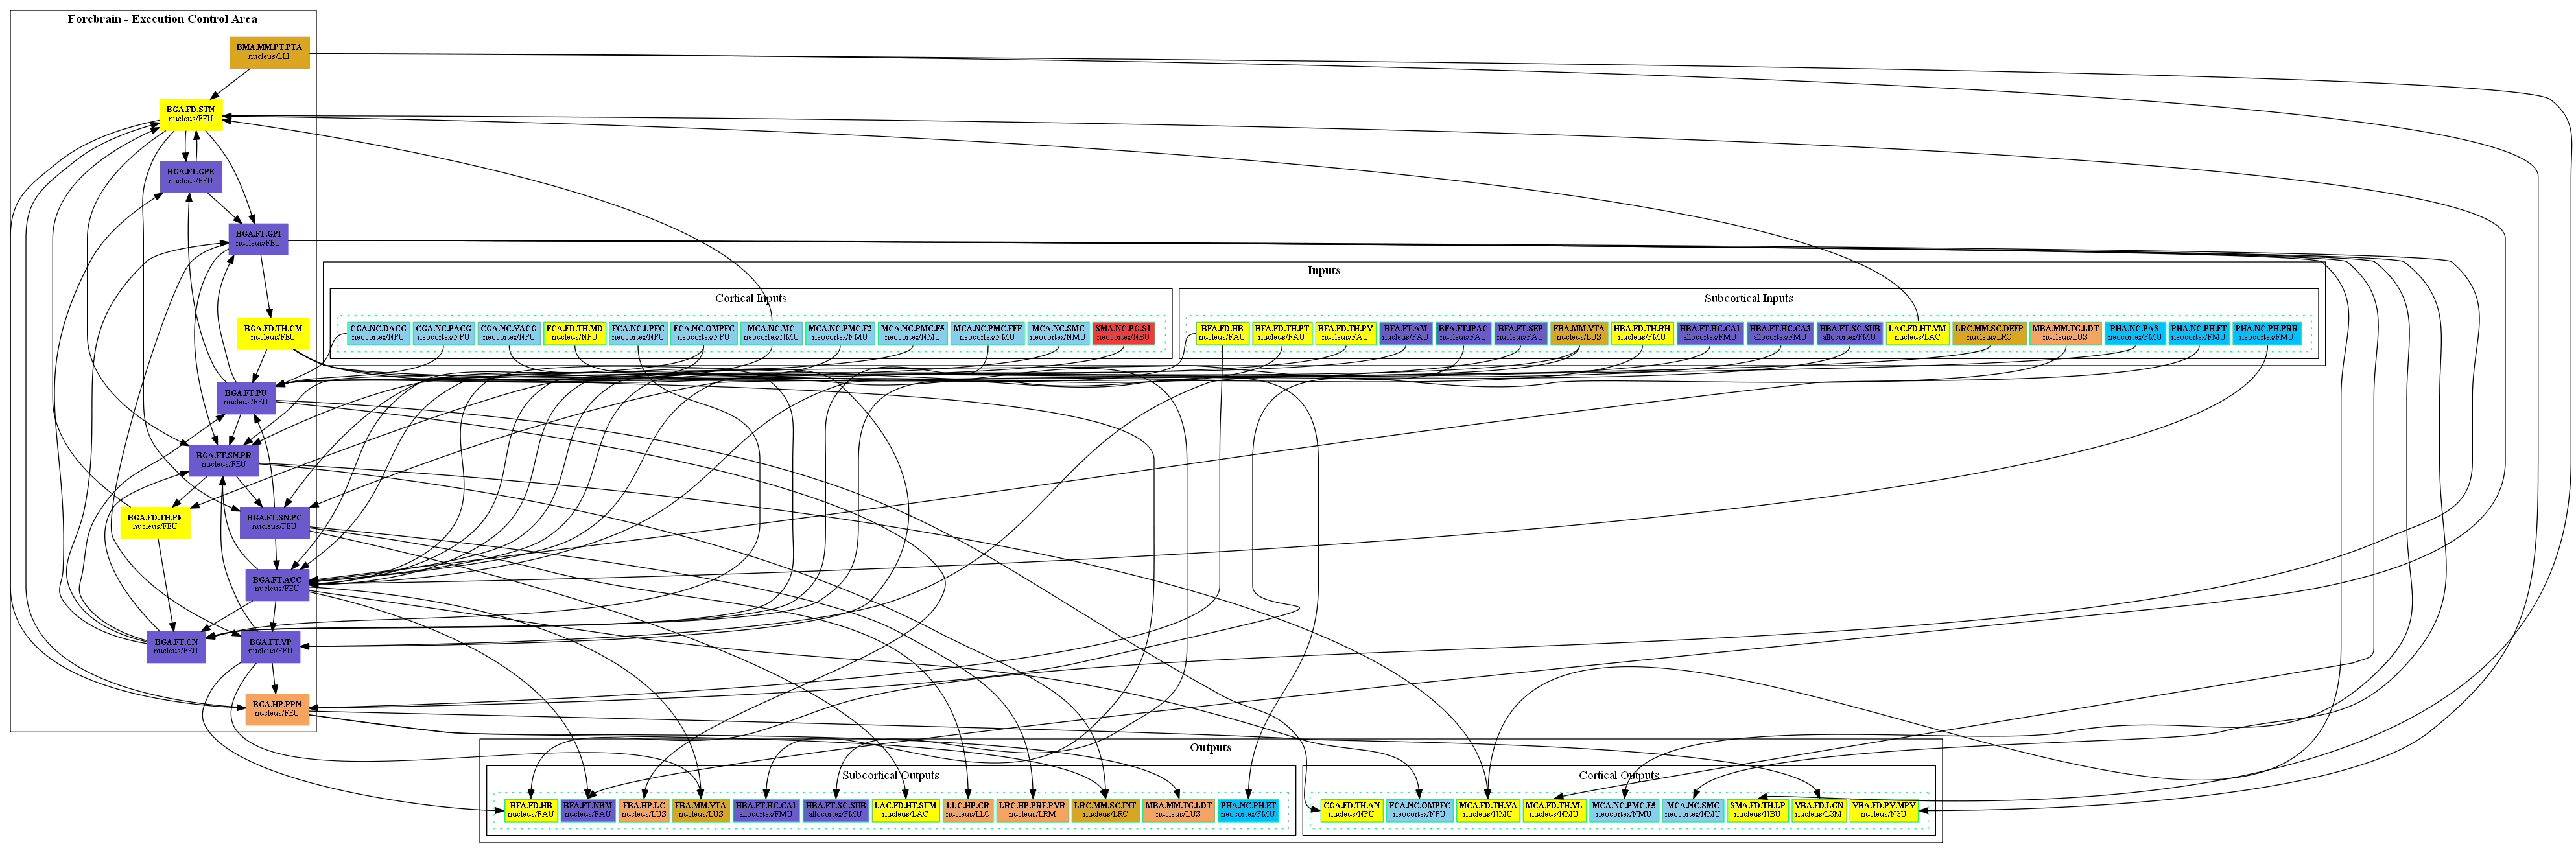 Forebrain - Execution Control Area
BMA.MM.PT.PTA
nucleus/LLI
BGA.FD.STN
nucleus/FEU
BGA.FT.GPE
nucleus/FEU
BGA.FT.GPI
nucleus/FEU
BGA.FD.TH.CM
nucleus/FEU
BGA.FT.PU
nucleus/FEU
BGA.FT.SN.PR
nucleus/FEU
BGA.FD.TH.PF
nucleus/FEU
BGA.FT.SN.PC
nucleus/FEU
BGA.FT.ACC
nucleus/FEU
BGA.FT.CN
nucleus/FEU
BGA.FT.VP
nucleus/FEU
BGA.HP.PPN
nucleus/FEU
Inputs
Cortical Inputs
CGA.NC.DACG
neocortex/NPU
CGA.NC.PACG
neocortex/NPU
CGA.NC.VACG
neocortex/NPU
FCA.FD.TH.MD
nucleus/NPU
FCA.NC.LPFC
neocortex/NPU
FCA.NC.OMPFC
neocortex/NPU
MCA.NC.MC
neocortex/NMU
MCA.NC.PMC.F2
neocortex/NMU
MCA.NC.PMC.F5
neocortex/NMU
MCA.NC.PMC.FEF
neocortex/NMU
MCA.NC.SMC
neocortex/NMU
SMA.NC.PG.S1
neocortex/NBU
Subcortical Inputs
BFA.FD.HB
nucleus/FAU
BFA.FD.TH.PT
nucleus/FAU
BFA.FD.TH.PV
nucleus/FAU
BFA.FT.AM
nucleus/FAU
BFA.FT.IPAC
nucleus/FAU
BFA.FT.SEP
nucleus/FAU
FBA.MM.VTA
nucleus/LUS
HBA.FD.TH.RH
nucleus/FMU
HBA.FT.HC.CA1
allocortex/FMU
HBA.FT.HC.CA3
allocortex/FMU
HBA.FT.SC.SUB
allocortex/FMU
LAC.FD.HT.VM
nucleus/LAC
LRC.MM.SC.DEEP
nucleus/LRC
MBA.MM.TG.LDT
nucleus/LUS
PHA.NC.PAS
neocortex/FMU
PHA.NC.PH.ET
neocortex/FMU
PHA.NC.PH.PRR
neocortex/FMU
Outputs
Subcortical Outputs
BFA.FD.HB
nucleus/FAU
BFA.FT.NBM
nucleus/FAU
FBA.HP.LC
nucleus/LUS
FBA.MM.VTA
nucleus/LUS
HBA.FT.HC.CA1
allocortex/FMU
HBA.FT.SC.SUB
allocortex/FMU
LAC.FD.HT.SUM
nucleus/LAC
LLC.HP.CR
nucleus/LLC
LRC.HP.PRF.PVR
nucleus/LRM
LRC.MM.SC.INT
nucleus/LRC
MBA.MM.TG.LDT
nucleus/LUS
PHA.NC.PH.ET
neocortex/FMU
Cortical Outputs
CGA.FD.TH.AN
nucleus/NPU
FCA.NC.OMPFC
neocortex/NPU
MCA.FD.TH.VA
nucleus/NMU
MCA.FD.TH.VL
nucleus/NMU
MCA.NC.PMC.F5
neocortex/NMU
MCA.NC.SMC
neocortex/NMU
SMA.FD.TH.LP
nucleus/NBU
VBA.FD.LGN
nucleus/LSM
VBA.FD.PV.MPV
nucleus/NSU